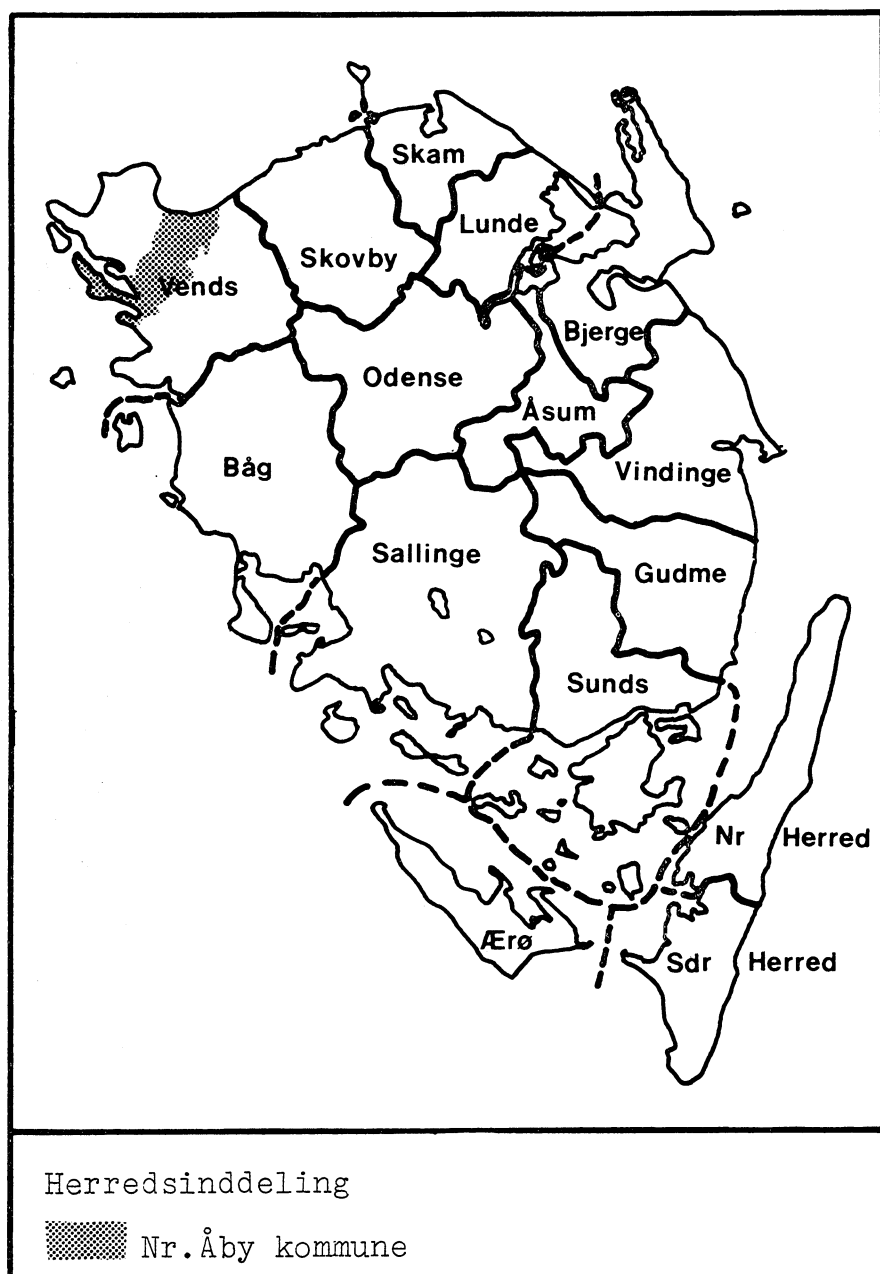 Skam
Lunde
Skovby
Vends
Bjerge
Odense
Åsum
Båg
Vindinge
Sallinge
Gudme
Sunds
Nr Herred
Ærø
Sdr Herred
Herredsinddeling
Nr.Åby kommune